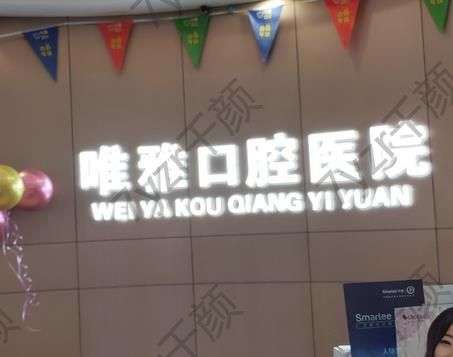 唯雅口腔医院
WEI YA KOU QIANG YI YUAN
Smarlee